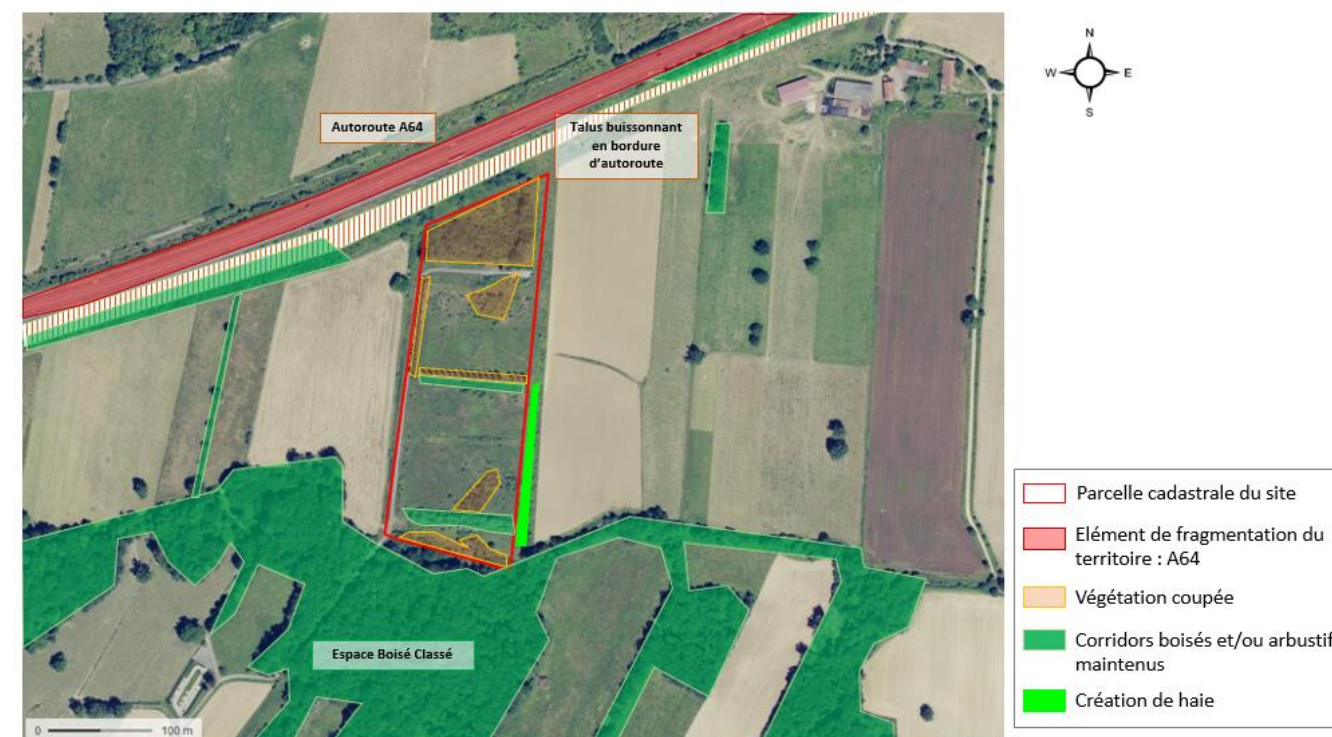 N
W E
S
Autoroute A64
Talus buissonnant
en bordure
d'autoroute
Espace Boisé Classé
0 100 m
Parcelle cadastrale du site
Elément de fragmentation du
territoire : A64
Végétation coupée
Corridors boisés et/ou arbustif
maintenus
Création de haie